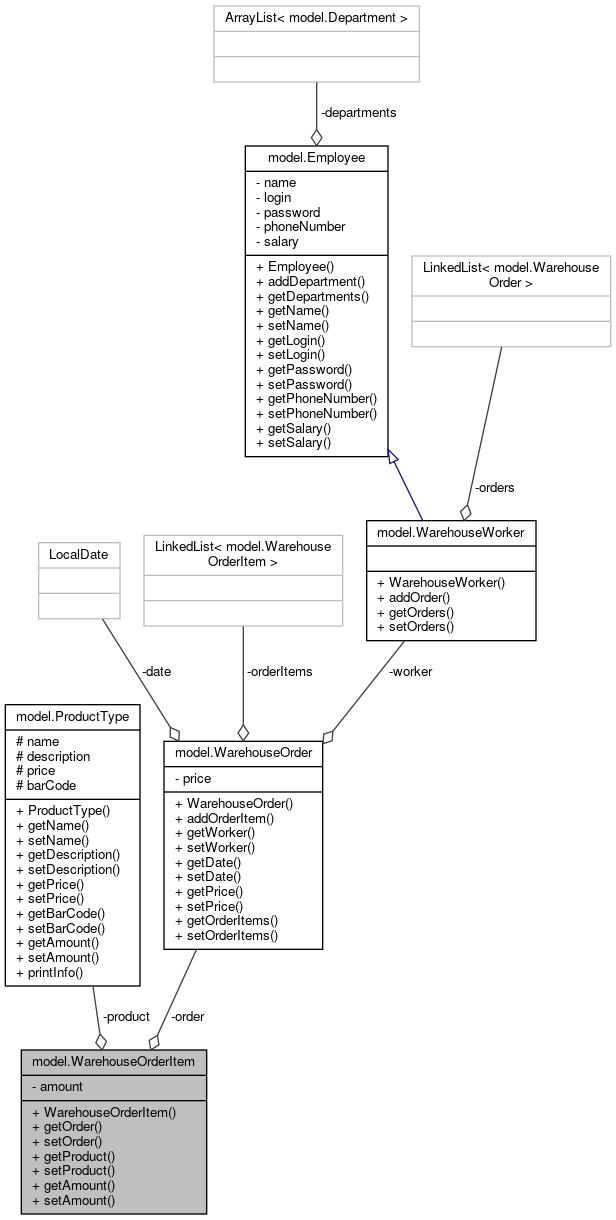 ArrayList< model.Department >
-departments
model.Employee
- name
- login
- password
- phoneNumber
- salary
+ Employee()
+ addDepartment()
+ getDepartments()
+ getName()
+ setName()
+ getLogin()
+ setLogin()
+ getPassword()
+ setPassword()
+ getPhoneNumber()
+ setPhoneNumber()
+ getSalary()
+ setSalary()
LinkedList< model.Warehouse
Order >
-orders
model.WarehouseWorker
+ WarehouseWorker()
+ addOrder()
+ getOrders()
+ setOrders()
LocalDate
LinkedList< model.Warehouse
OrderItem >
-date
-orderItems
-worker
model.ProductType
# name
# description
# price
# barCode
+ ProductType()
+ getName()
+ setName()
+ getDescription()
+ setDescription()
+ getPrice()
+ setPrice()
+ getBarCode()
+ setBarCode()
+ getAmount()
+ setAmount()
+ printInfo()
model.WarehouseOrder
- price
+ WarehouseOrder()
+ addOrderItem()
+ getWorker()
+ setWorker()
+ getDate()
+ setDate()
+ getPrice()
+ setPrice()
+ getOrderItems()
+ setOrderItems()
-product
-order
model.WarehouseOrderItem
- amount
+ WarehouseOrderItem()
+ getOrder()
+ setOrder()
+ getProduct()
+ setProduct()
+ getAmount()
+ setAmount()